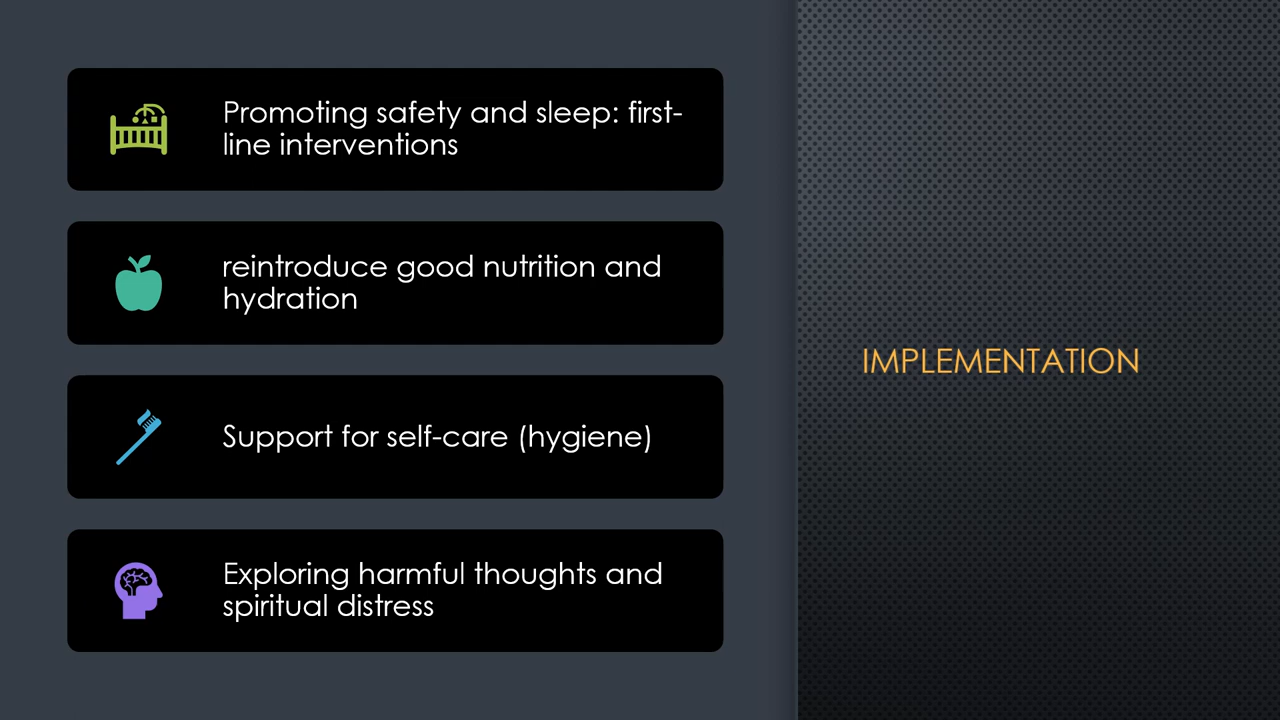 Promoting safety and sleep: first-
line interventions
reintroduce good nutrition and
hydration
Support for self-care (hygiene)
Exploring harmful thoughts and
spiritual distress
IMPLEMENTATION